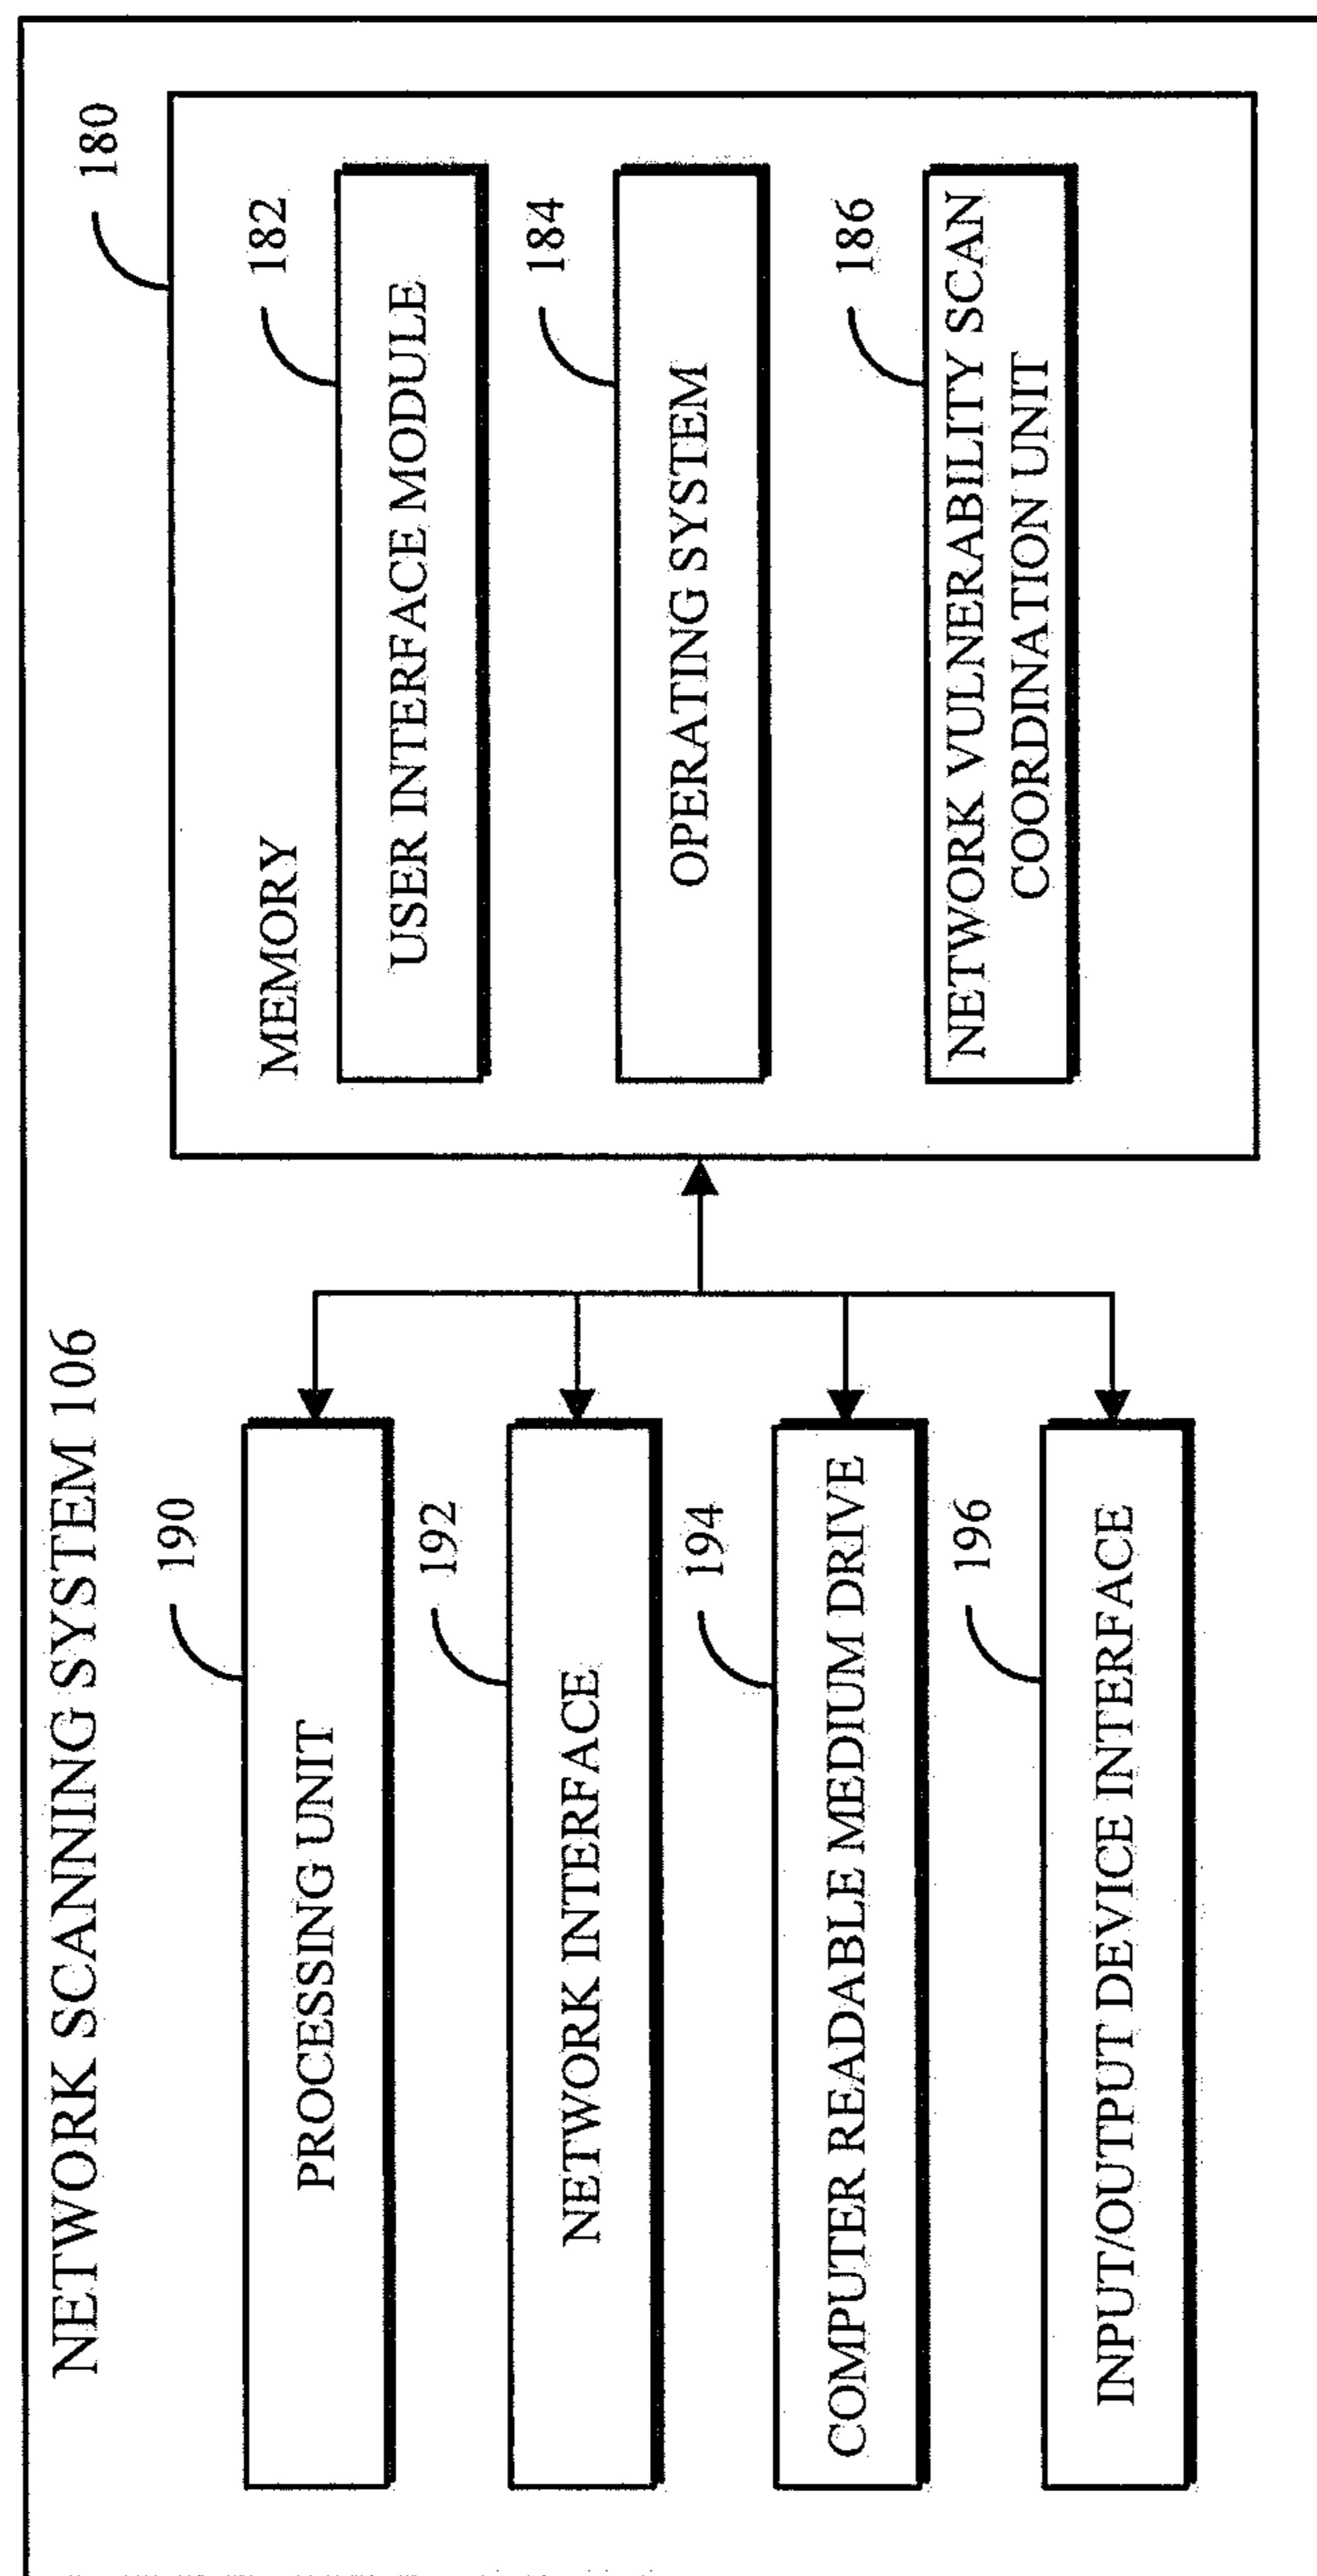 NETWORK SCANNING SYSTEM 106
190
PROCESSING UNIT
192
NETWORK INTERFACE
194
COMPUTER READABLE MEDIUM DRIVE
196
INPUT/OUTPUT DEVICE INTERFACE
180
MEMORY
182
USER INTERFACE MODULE
184
OPERATING SYSTEM
186
NETWORK VULNERABILITY SCAN
COORDINATION UNIT